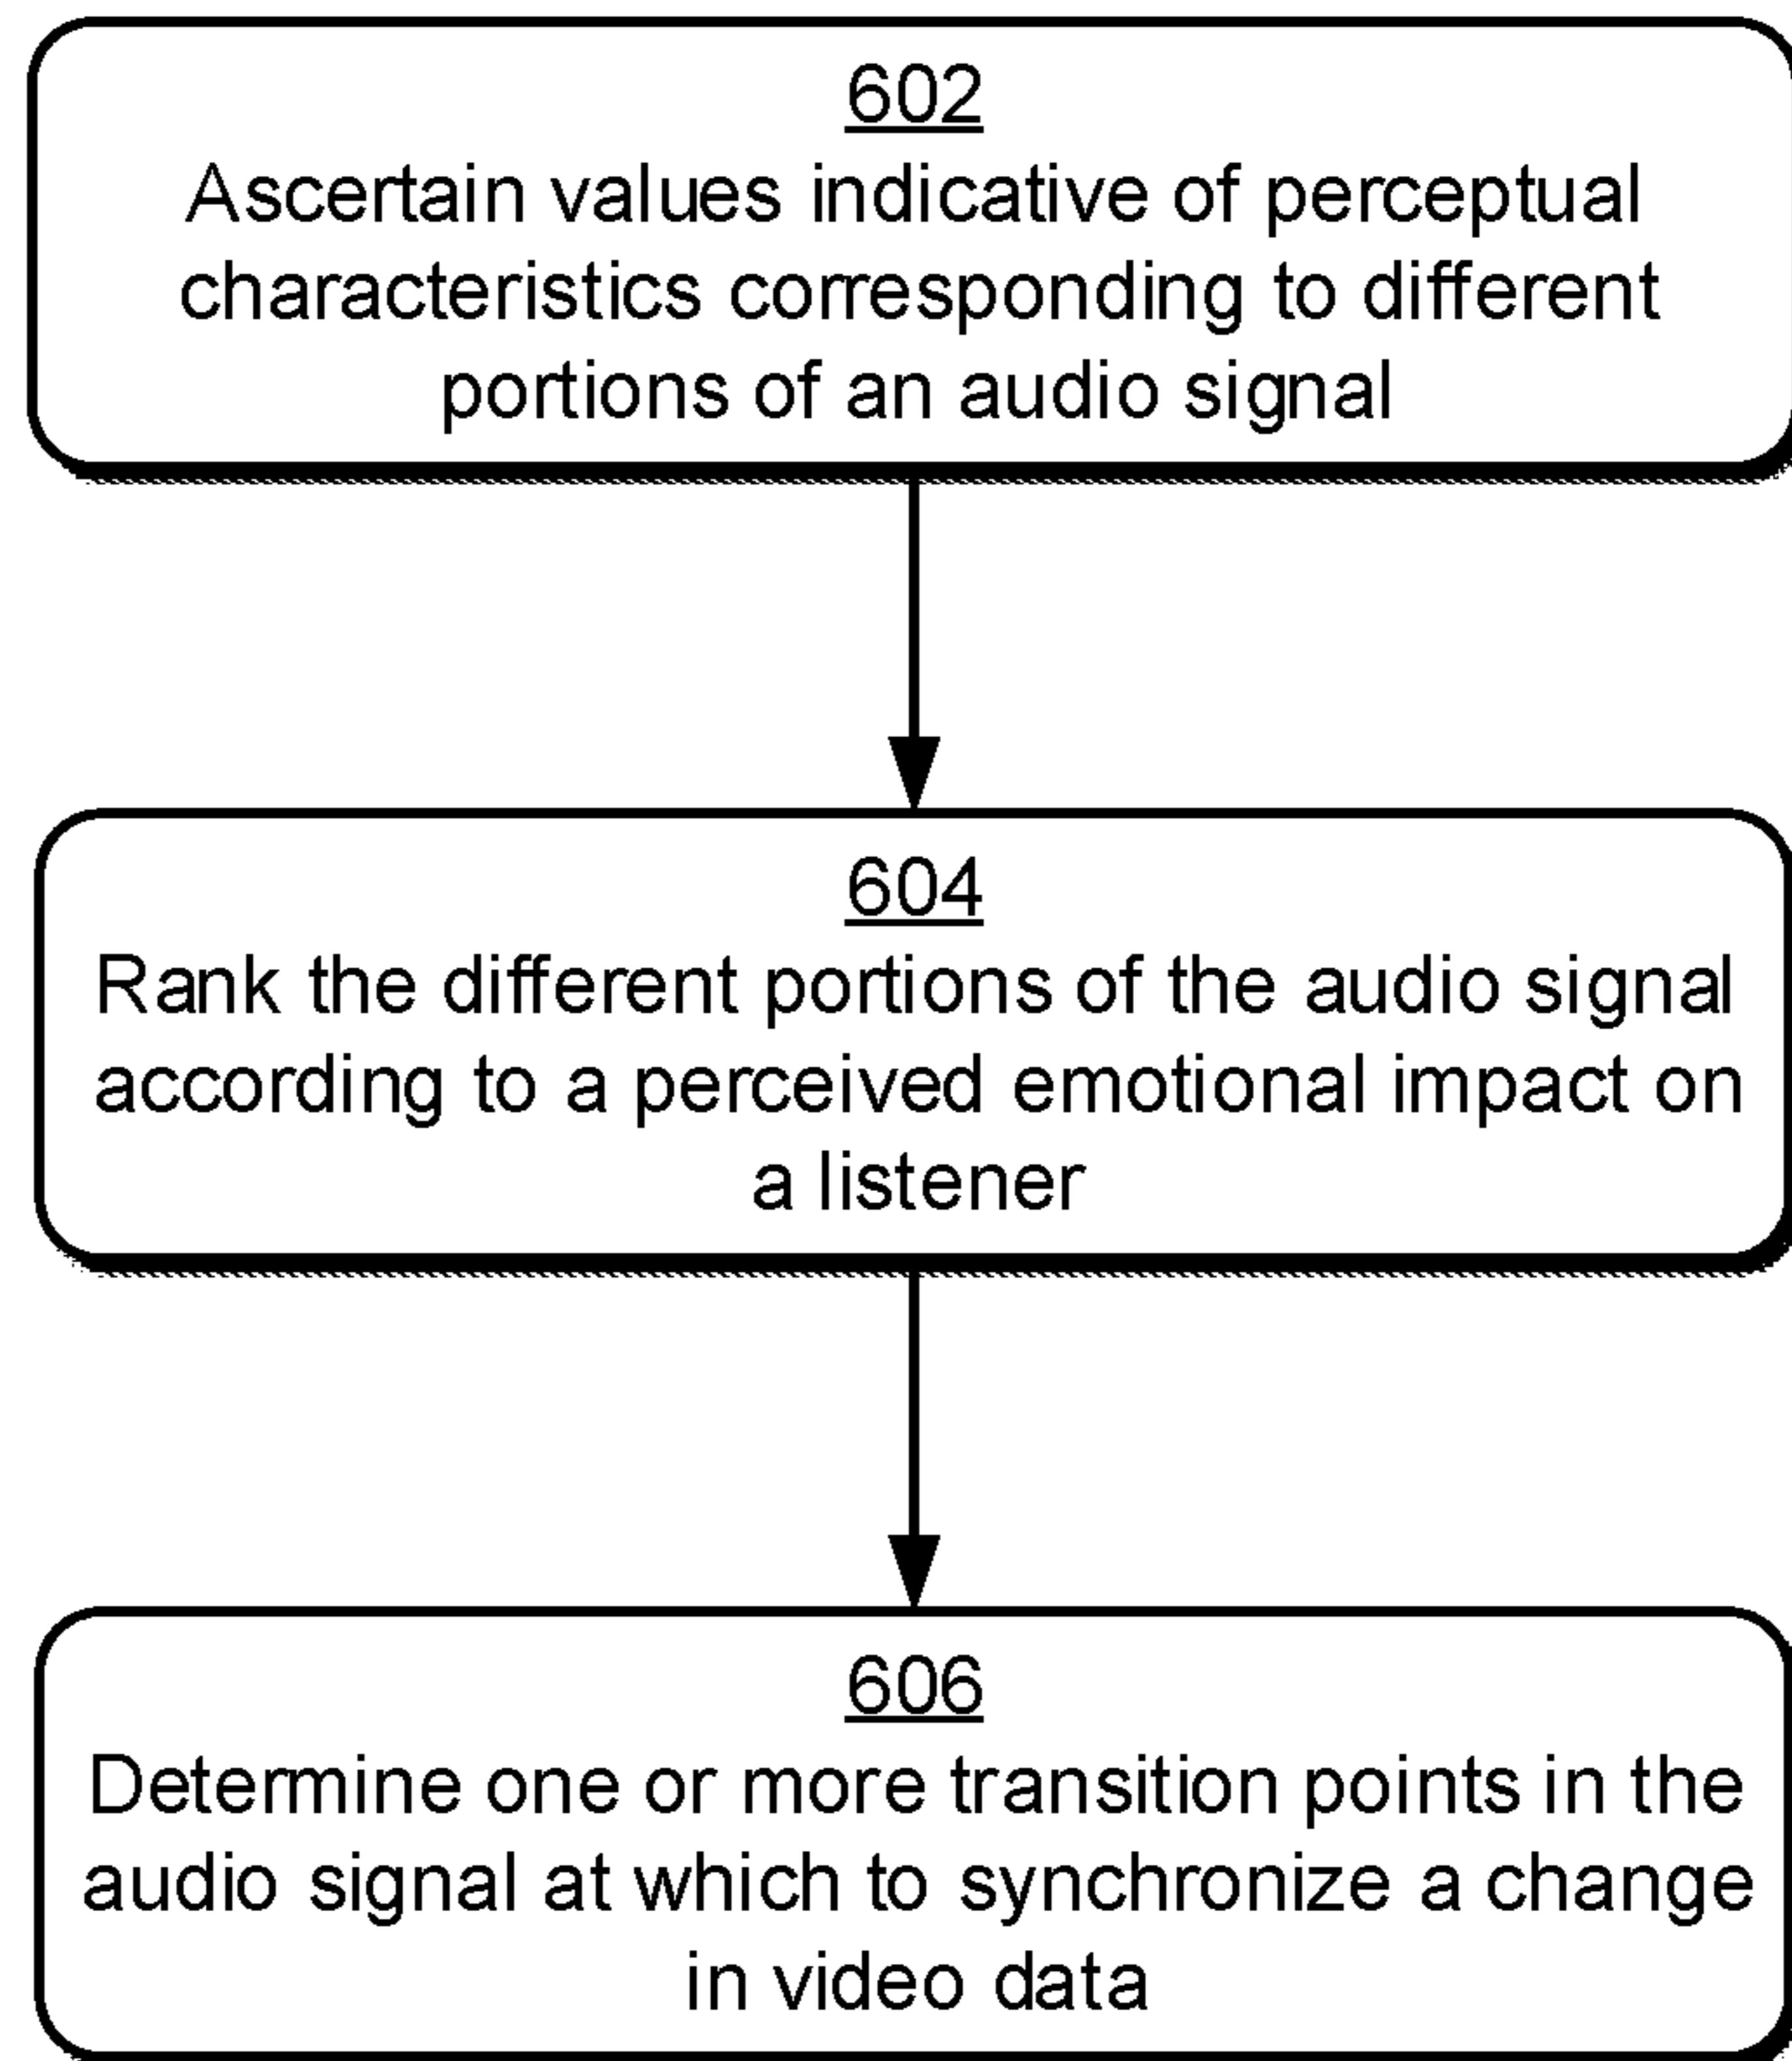 602
Ascertain values indicative of perceptual
characteristics corresponding to different
portions of an audio signal
604
Rank the different portions of the audio signal
according to a perceived emotional impact on
a listener
606
Determine one or more transition points in the
audio signal at which to synchronize a change
in video data